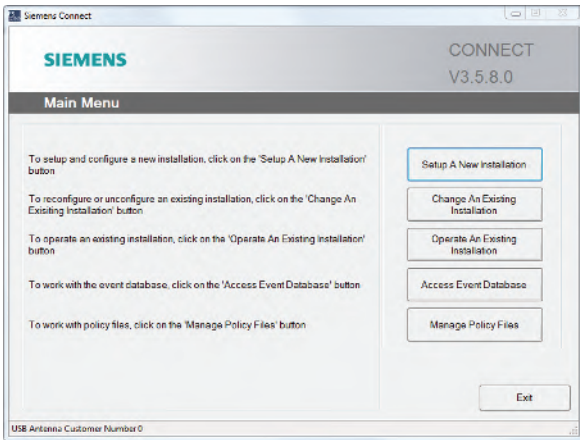 Siemens Connect
SIEMENS
CONNECT
V3.5.8.0
Main Menu
To setup and configure a new installation, click on the 'Setup A New Installation'
button
Setup A New Installation
To reconfigure or unconfigure an existing installation, click on the 'Change An
Exisiting Installation' button
Change An Existing
Installation
To operate an existing installation, click on the 'Operate An Existing Installation'
button
Operate An Existing
Installation
To work with the event database, click on the 'Access Event Database' button
Access Event Database
To work with policy files, click on the 'Manage Policy Files' button
Manage Policy Files
Exit
USB Antenna Customer Number 0